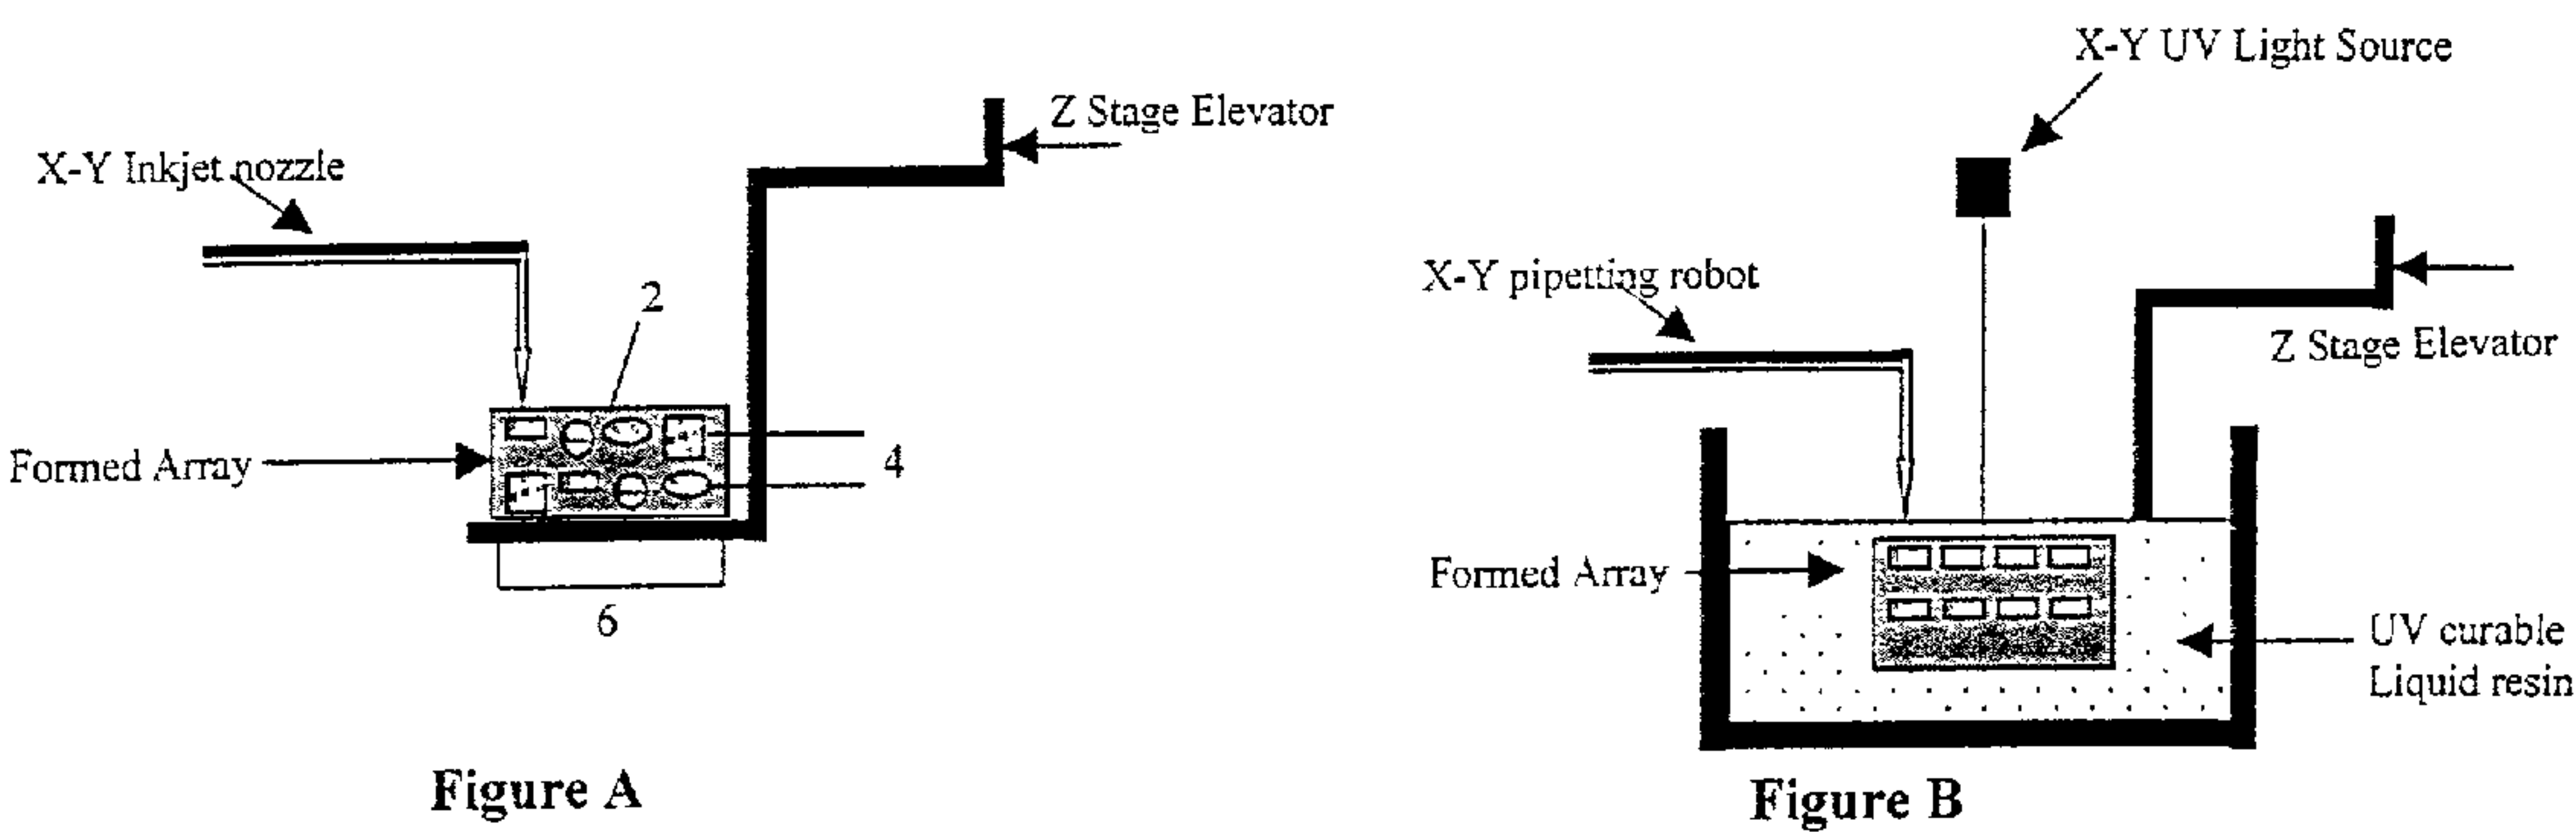 X-Y Inkjet nozzle
Z Stage Elevator
2
Formed Array
4
6
Figure A
X-Y UV Light Source
X-Y pipetting robot
Z Stage Elevator
Formed Array
UV curable
Liquid resin
Figure B